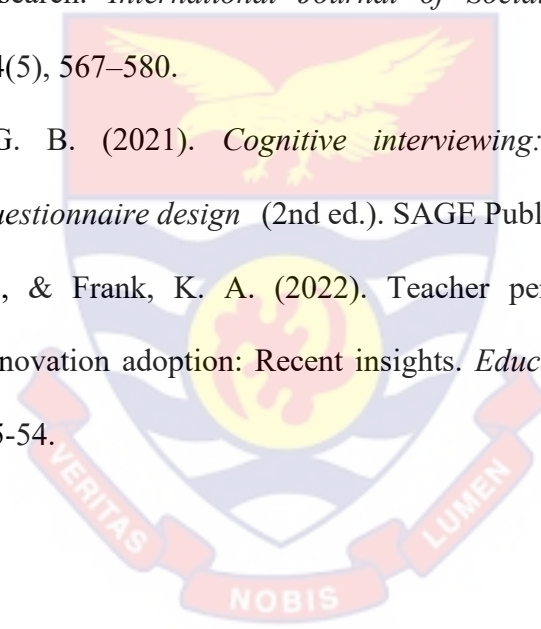 search. International Journal of Social
4(5), 567–580.
G. B. (2021). Cognitive interviewing:
uestionnaire design (2nd ed.). SAGE Publ
, & Frank, K. A. (2022). Teacher per
novation adoption: Recent insights. Educ
5-54.
VERITAS
NOBIS
LUMEN